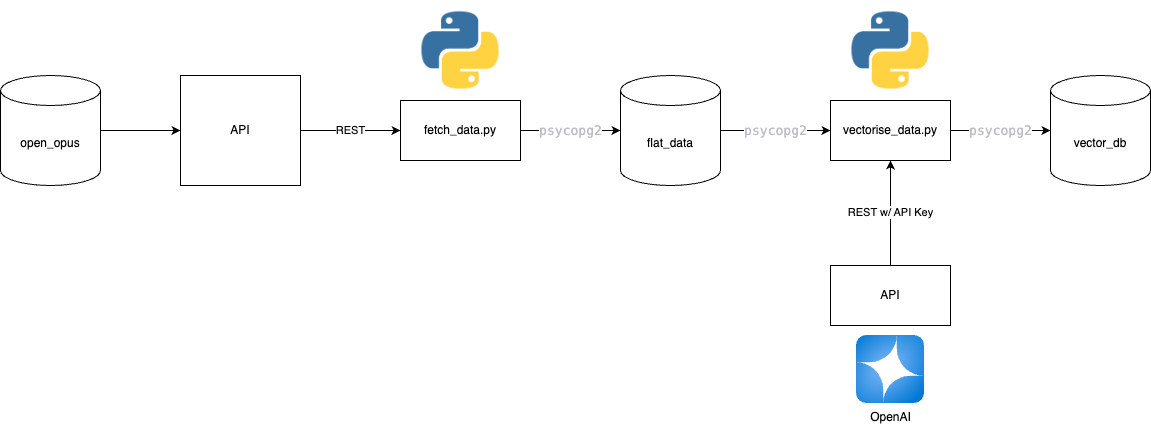 open_opus
API
REST
fetch_data.py
psycopg2
flat_data
psycopg2
vectorise_data.py
psycopg2
vector_db
REST w/ API Key
API
OpenAI